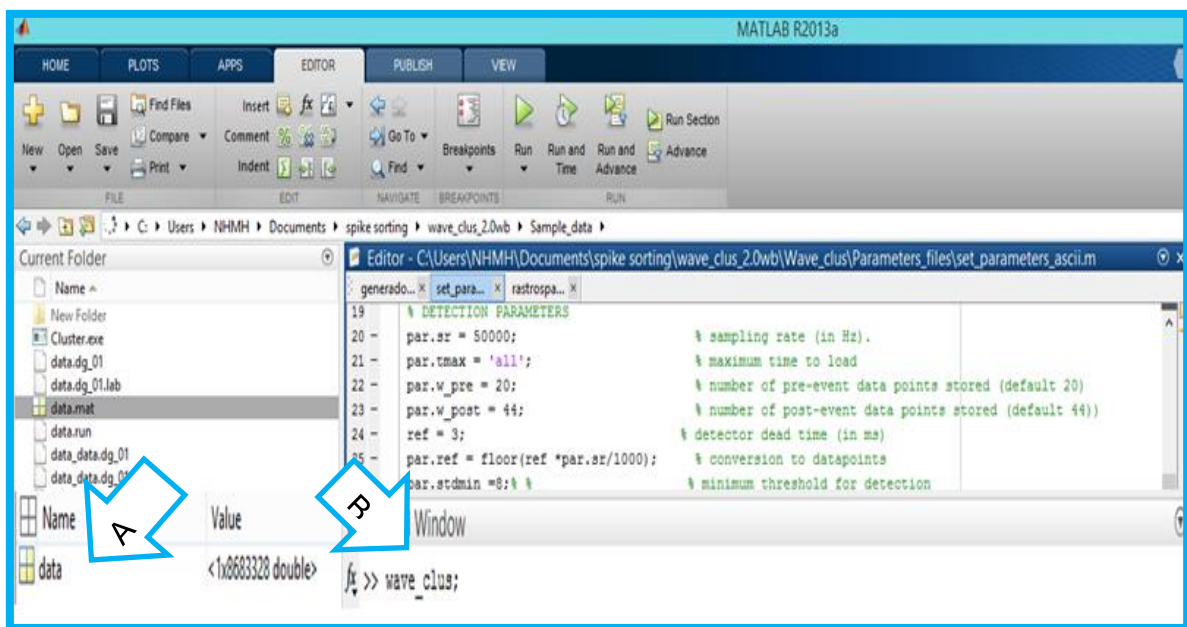 MATLAB R2013a
HOME PLOTS APPS EDITOR PUBLISH VIEW
New Open Save Find Files Compare Print
Insert Comment Indent
Go To Find
Breakpoints
Run Run and Time Run and Advance Run Section Advance
FILE EDIT NAVIGATE BREAKPOINTS RUN
C: Users NHMH Documents spike sorting wave_clus_2.0wb Sample_data
Current Folder
Name
New Folder
Cluster.exe
data.dg_01
data.dg_01.lab
data.mat
data.run
data_data.dg_01
Editor - C:\Users\NHMH\Documents\spike sorting\wave_clus_2.0wb\Wave_clus\Parameters_files\set_parameters_ascii.m
generado... × set_para... × rastrospa... ×
19 % DETECTION PARAMETERS
20 - par.sr = 50000; % sampling rate (in Hz).
21 - par.tmax = 'all'; % maximum time to load
22 - par.w_pre = 20; % number of pre-event data points stored (default 20)
23 - par.w_post = 44; % number of post-event data points stored (default 44))
24 - ref = 3; % detector dead time (in ms)
25 - par.ref = floor(ref *par.sr/1000); % conversion to datapoints
par.stdmin =8;% % % minimum threshold for detection
Name Value
data <1x8683328 double>
A
B
Window
fx >> wave_clus;